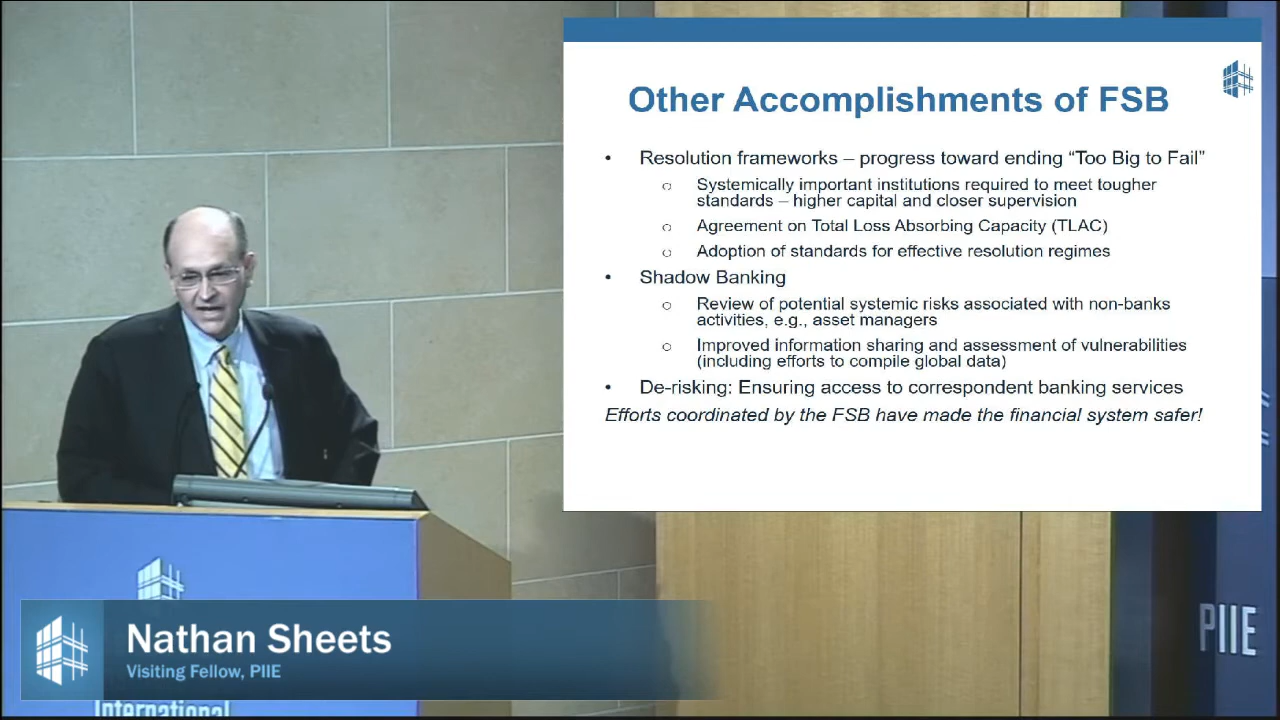 Other Accomplishments of FSB
• Resolution frameworks – progress toward ending “Too Big to Fail”
o Systemically important institutions required to meet tougher
standards – higher capital and closer supervision
o Agreement on Total Loss Absorbing Capacity (TLAC)
o Adoption of standards for effective resolution regimes
• Shadow Banking
o Review of potential systemic risks associated with non-banks
activities, e.g., asset managers
o Improved information sharing and assessment of vulnerabilities
(including efforts to compile global data)
• De-risking: Ensuring access to correspondent banking services
Efforts coordinated by the FSB have made the financial system safer!
Nathan Sheets
Visiting Fellow, PIIE
International
PIIE